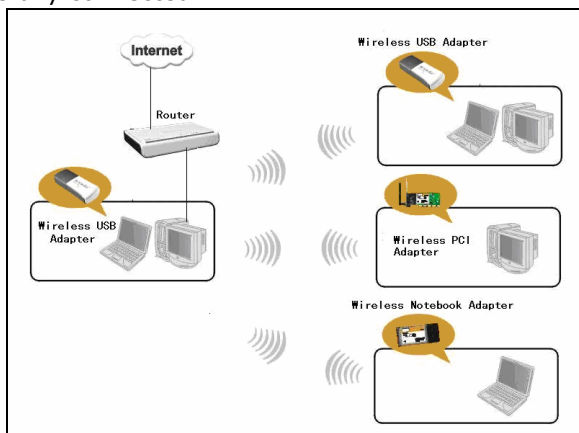 Internet
Wireless USB Adapter
Router
Wireless USB
Adapter
Wireless PCI
Adapter
Wireless Notebook Adapter